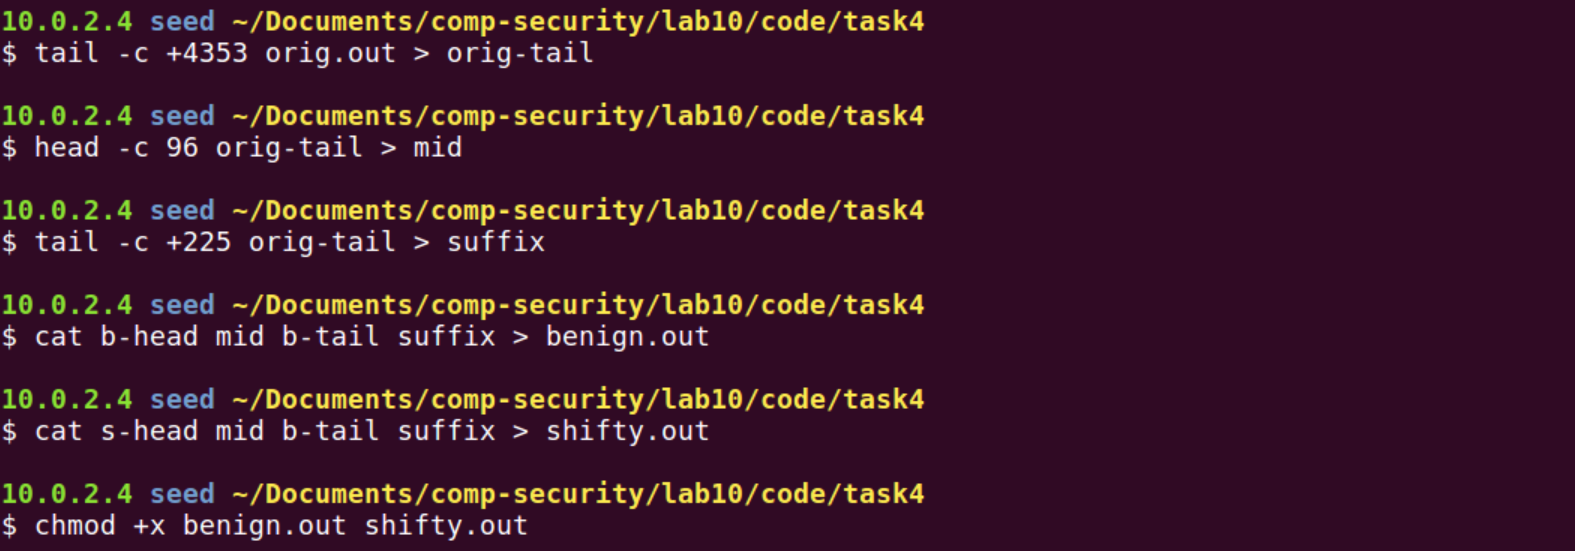 10.0.2.4 seed ~/Documents/comp-security/lab10/code/task4
$ tail -c +4353 orig.out > orig-tail
10.0.2.4 seed ~/Documents/comp-security/lab10/code/task4
$ head -c 96 orig-tail > mid
10.0.2.4 seed ~/Documents/comp-security/lab10/code/task4
$ tail -c +225 orig-tail > suffix
10.0.2.4 seed ~/Documents/comp-security/lab10/code/task4
$ cat b-head mid b-tail suffix > benign.out
10.0.2.4 seed ~/Documents/comp-security/lab10/code/task4
$ cat s-head mid b-tail suffix > shifty.out
10.0.2.4 seed ~/Documents/comp-security/lab10/code/task4
$ chmod +x benign.out shifty.out